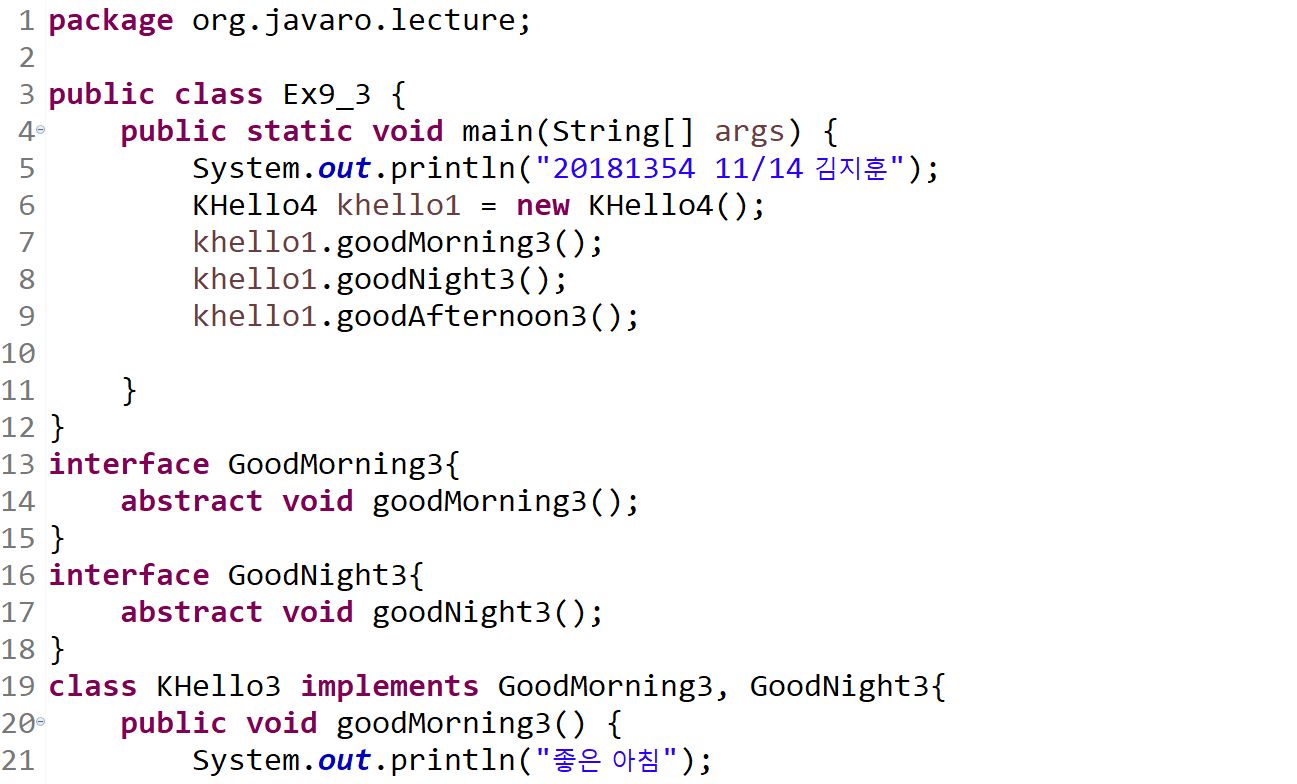 1 package org.javaro.lecture;
2
3 public class Ex9_3 {
4     public static void main(String[] args) {
5         System.out.println("20181354 11/14 김지훈");
6         KHello4 khello1 = new KHello4();
7         khello1.goodMorning3();
8         khello1.goodNight3();
9         khello1.goodAfternoon3();
10
11     }
12 }
13 interface GoodMorning3{
14     abstract void goodMorning3();
15 }
16 interface GoodNight3{
17     abstract void goodNight3();
18 }
19 class KHello3 implements GoodMorning3, GoodNight3{
20     public void goodMorning3() {
21         System.out.println("좋은 아침");